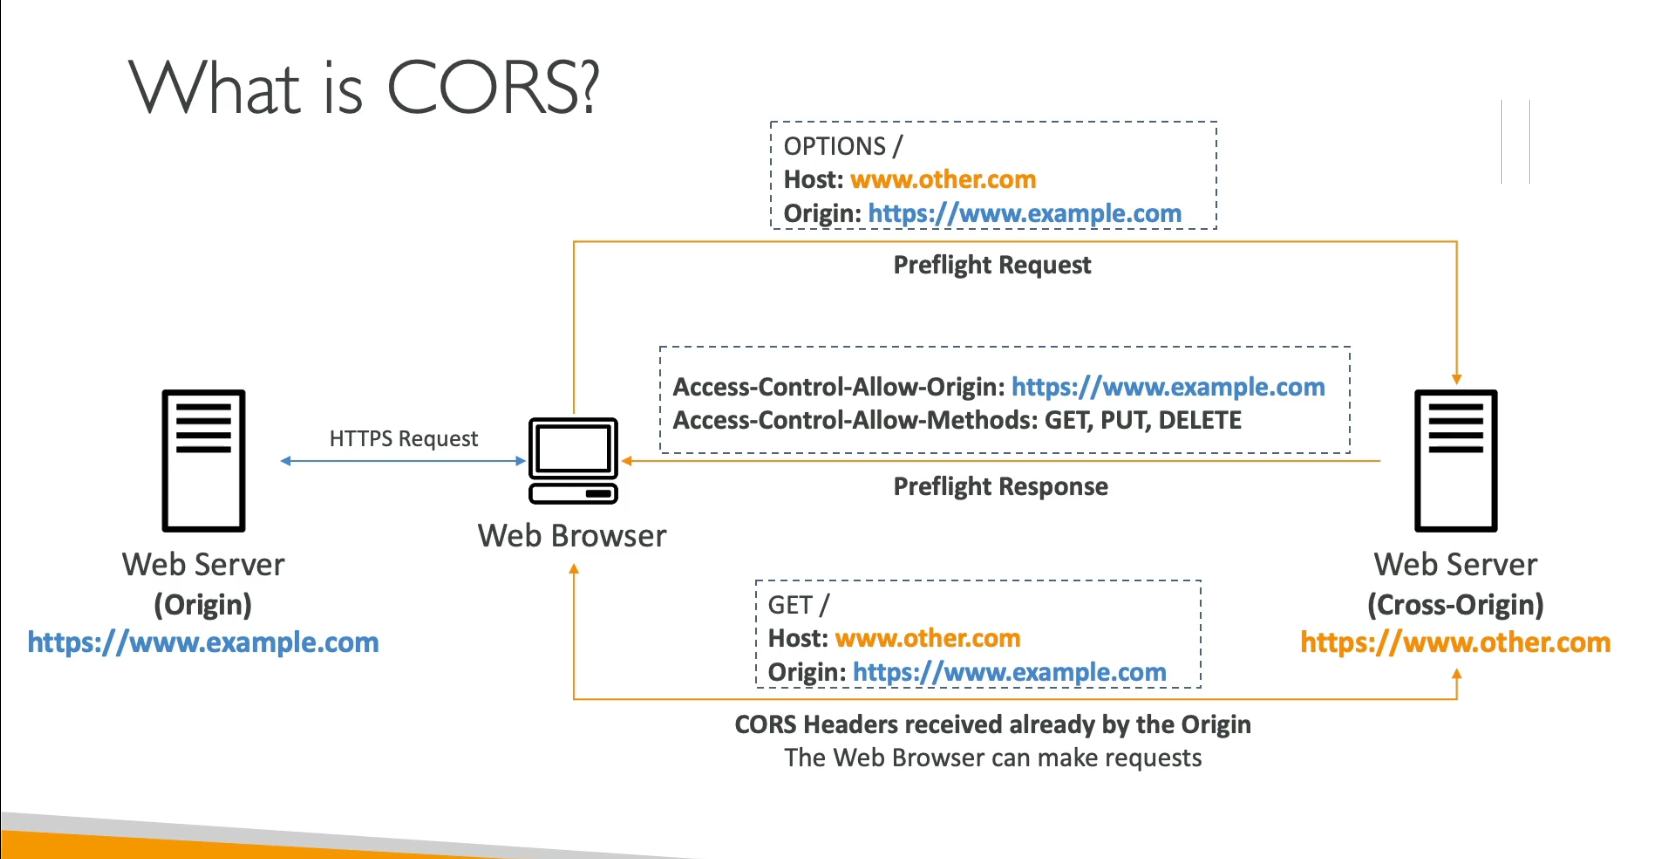 What is CORS?
OPTIONS /
Host: www.other.com
Origin: https://www.example.com
Preflight Request
Access-Control-Allow-Origin: https://www.example.com
Access-Control-Allow-Methods: GET, PUT, DELETE
HTTPS Request
Preflight Response
Web Browser
Web Server
(Origin)
https://www.example.com
Web Server
(Cross-Origin)
https://www.other.com
GET /
Host: www.other.com
Origin: https://www.example.com
CORS Headers received already by the Origin
The Web Browser can make requests